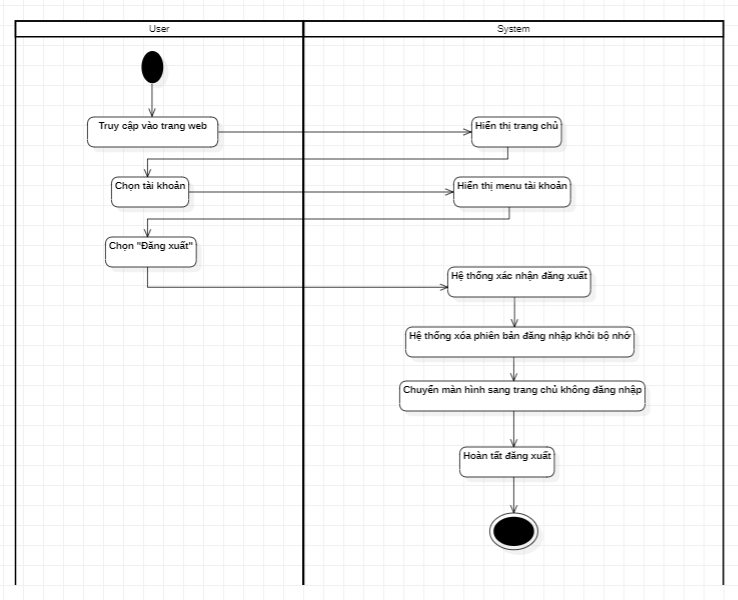 User
System
Truy cập vào trang web
Hiển thị trang chủ
Chọn tài khoản
Hiển thị menu tài khoản
Chọn "Đăng xuất"
Hệ thống xác nhận đăng xuất
Hệ thống xóa phiên bản đăng nhập khỏi bộ nhớ
Chuyển màn hình sang trang chủ không đăng nhập
Hoàn tất đăng xuất